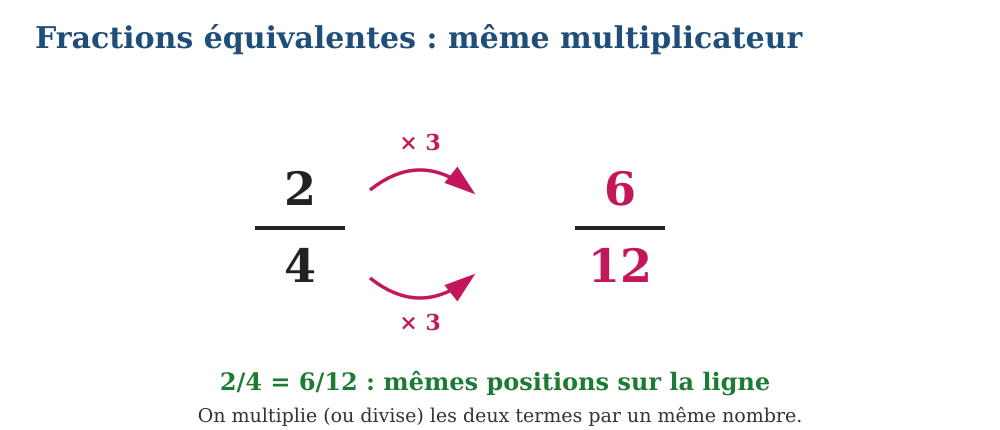 Fractions équivalentes : même multiplicateur
× 3
2
6
4
12
× 3
2/4 = 6/12 : mêmes positions sur la ligne
On multiplie (ou divise) les deux termes par un même nombre.